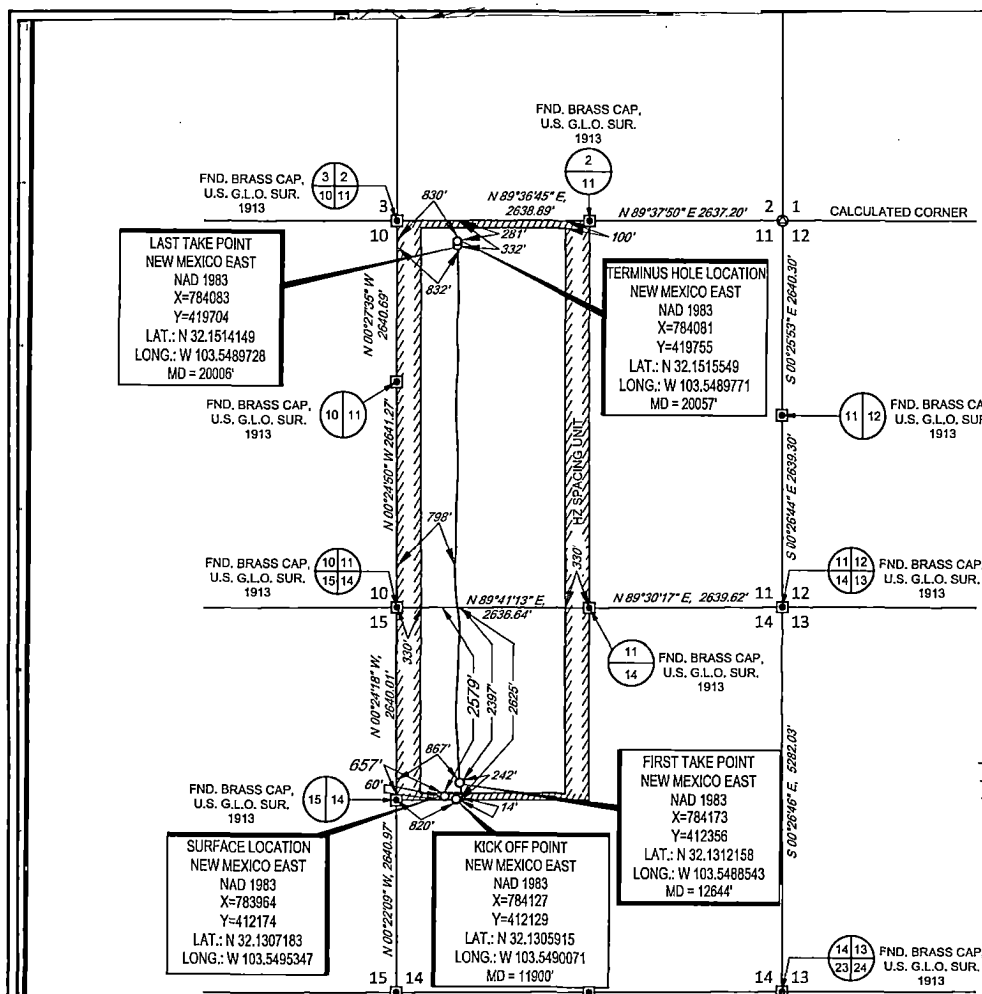 FND. BRASS CAP,
U.S. G.L.O. SUR.
1913
2
11
FND. BRASS CAP,
U.S. G.L.O. SUR.
1913
3 2
10 11
3
830'
N 89°36'45" E,
2638.69'
N 89°37'50" E 2637.20'
2 1
CALCULATED CORNER
10
281'
332'
100'
11 12
LAST TAKE POINT
NEW MEXICO EAST
NAD 1983
X=784083
Y=419704
LAT.: N 32.1514149
LONG.: W 103.5489728
MD = 20006'
832'
N 00°27'36" W
2640.69'
TERMINUS HOLE LOCATION
NEW MEXICO EAST
NAD 1983
X=784081
Y=419755
LAT.: N 32.1515549
LONG.: W 103.5489771
MD = 20057'
S 00°25'53" E 2640.30'
FND. BRASS CAP,
U.S. G.L.O. SUR.
1913
10 11
11 12
FND. BRASS CA
U.S. G.L.O. SUR
1913
N 00°24'50" W 2641.27'
HZ SPACING UNIT
S 00°26'44" E 2639.30'
798'
330'
FND. BRASS CAP,
U.S. G.L.O. SUR.
1913
10 11
15 14
10
15
N 89°41'13" E,
2638.64'
N 89°30'17" E, 2639.62'
11 12
14 13
11 12
14 13
FND. BRASS CAP,
U.S. G.L.O. SUR.
1913
330'
11
14
FND. BRASS CAP,
U.S. G.L.O. SUR.
1913
N 00°24'18" W,
2640.01'
2579'
2397'
2625'
S 00°26'46" E, 5282.03'
867'
657'
60'
242'
14'
820'
FND. BRASS CAP,
U.S. G.L.O. SUR.
1913
15 14
FIRST TAKE POINT
NEW MEXICO EAST
NAD 1983
X=784173
Y=412356
LAT.: N 32.1312158
LONG.: W 103.5488543
MD = 12644'
SURFACE LOCATION
NEW MEXICO EAST
NAD 1983
X=783964
Y=412174
LAT.: N 32.1307183
LONG.: W 103.5495347
N 00°22'09" W, 2640.97'
KICK OFF POINT
NEW MEXICO EAST
NAD 1983
X=784127
Y=412129
LAT.: N 32.1305915
LONG.: W 103.5490071
MD = 11900'
15 14
14 13
14 13
23 24
FND. BRASS CAP,
U.S. G.L.O. SUR.
1913